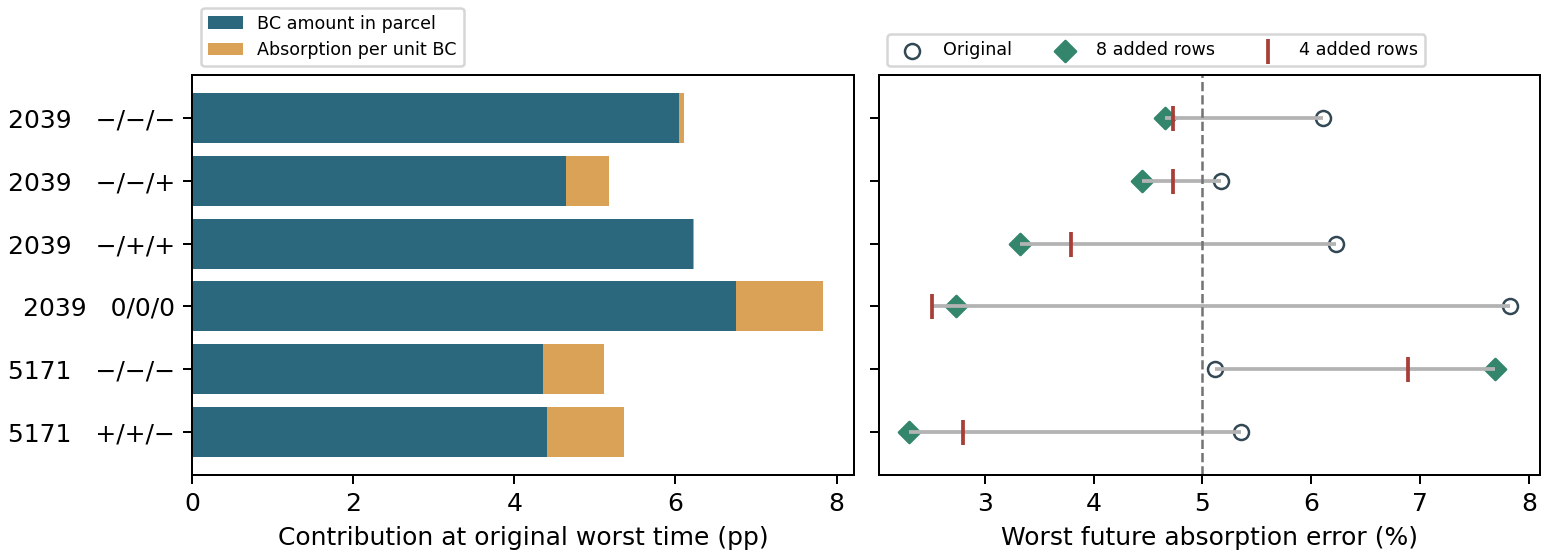 BC amount in parcel
Absorption per unit BC
Original
8 added rows
4 added rows
2039 −/−/−
2039 −/−/+
2039 −/+/+
2039 0/0/0
5171 −/−/−
5171 +/+/−
0 2 4 6 8
3 4 5 6 7 8
Contribution at original worst time (pp)
Worst future absorption error (%)